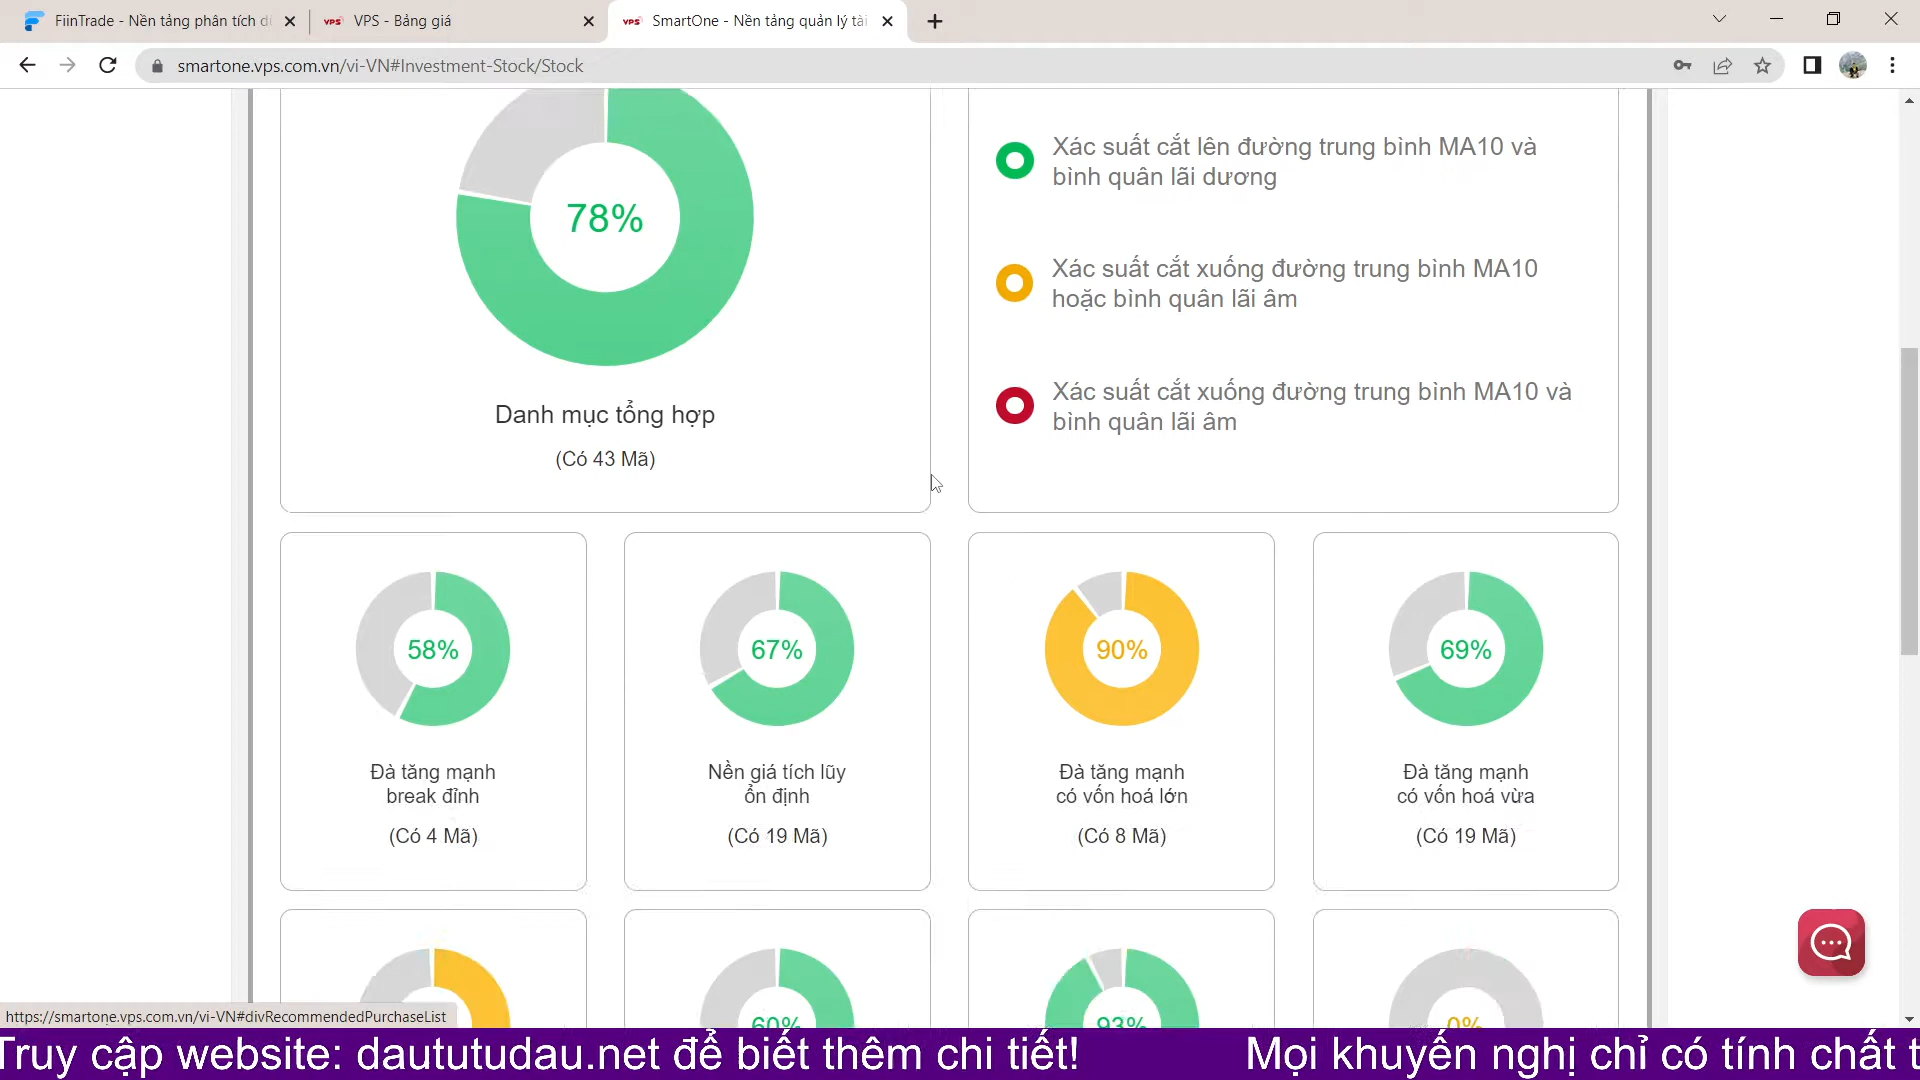 FiinTrade - Nền tảng phân tích d
VPS - Bảng giá
SmartOne - Nền tảng quản lý tài
smartone.vps.com.vn/vi-VN#Investment-Stock/Stock
78%
Danh mục tổng hợp
(Có 43 Mã)
Xác suất cắt lên đường trung bình MA10 và
bình quân lãi dương
Xác suất cắt xuống đường trung bình MA10
hoặc bình quân lãi âm
Xác suất cắt xuống đường trung bình MA10 và
bình quân lãi âm
58%
Đà tăng mạnh
break đỉnh
(Có 4 Mã)
67%
Nền giá tích lũy
ổn định
(Có 19 Mã)
90%
Đà tăng mạnh
có vốn hoá lớn
(Có 8 Mã)
69%
Đà tăng mạnh
có vốn hoá vừa
(Có 19 Mã)
60%
93%
0%
https://smartone.vps.com.vn/vi-VN#divRecommendedPurchaseList
Truy cập website: dautudau.net để biết thêm chi tiết!
Mọi khuyến nghị chỉ có tính chất t